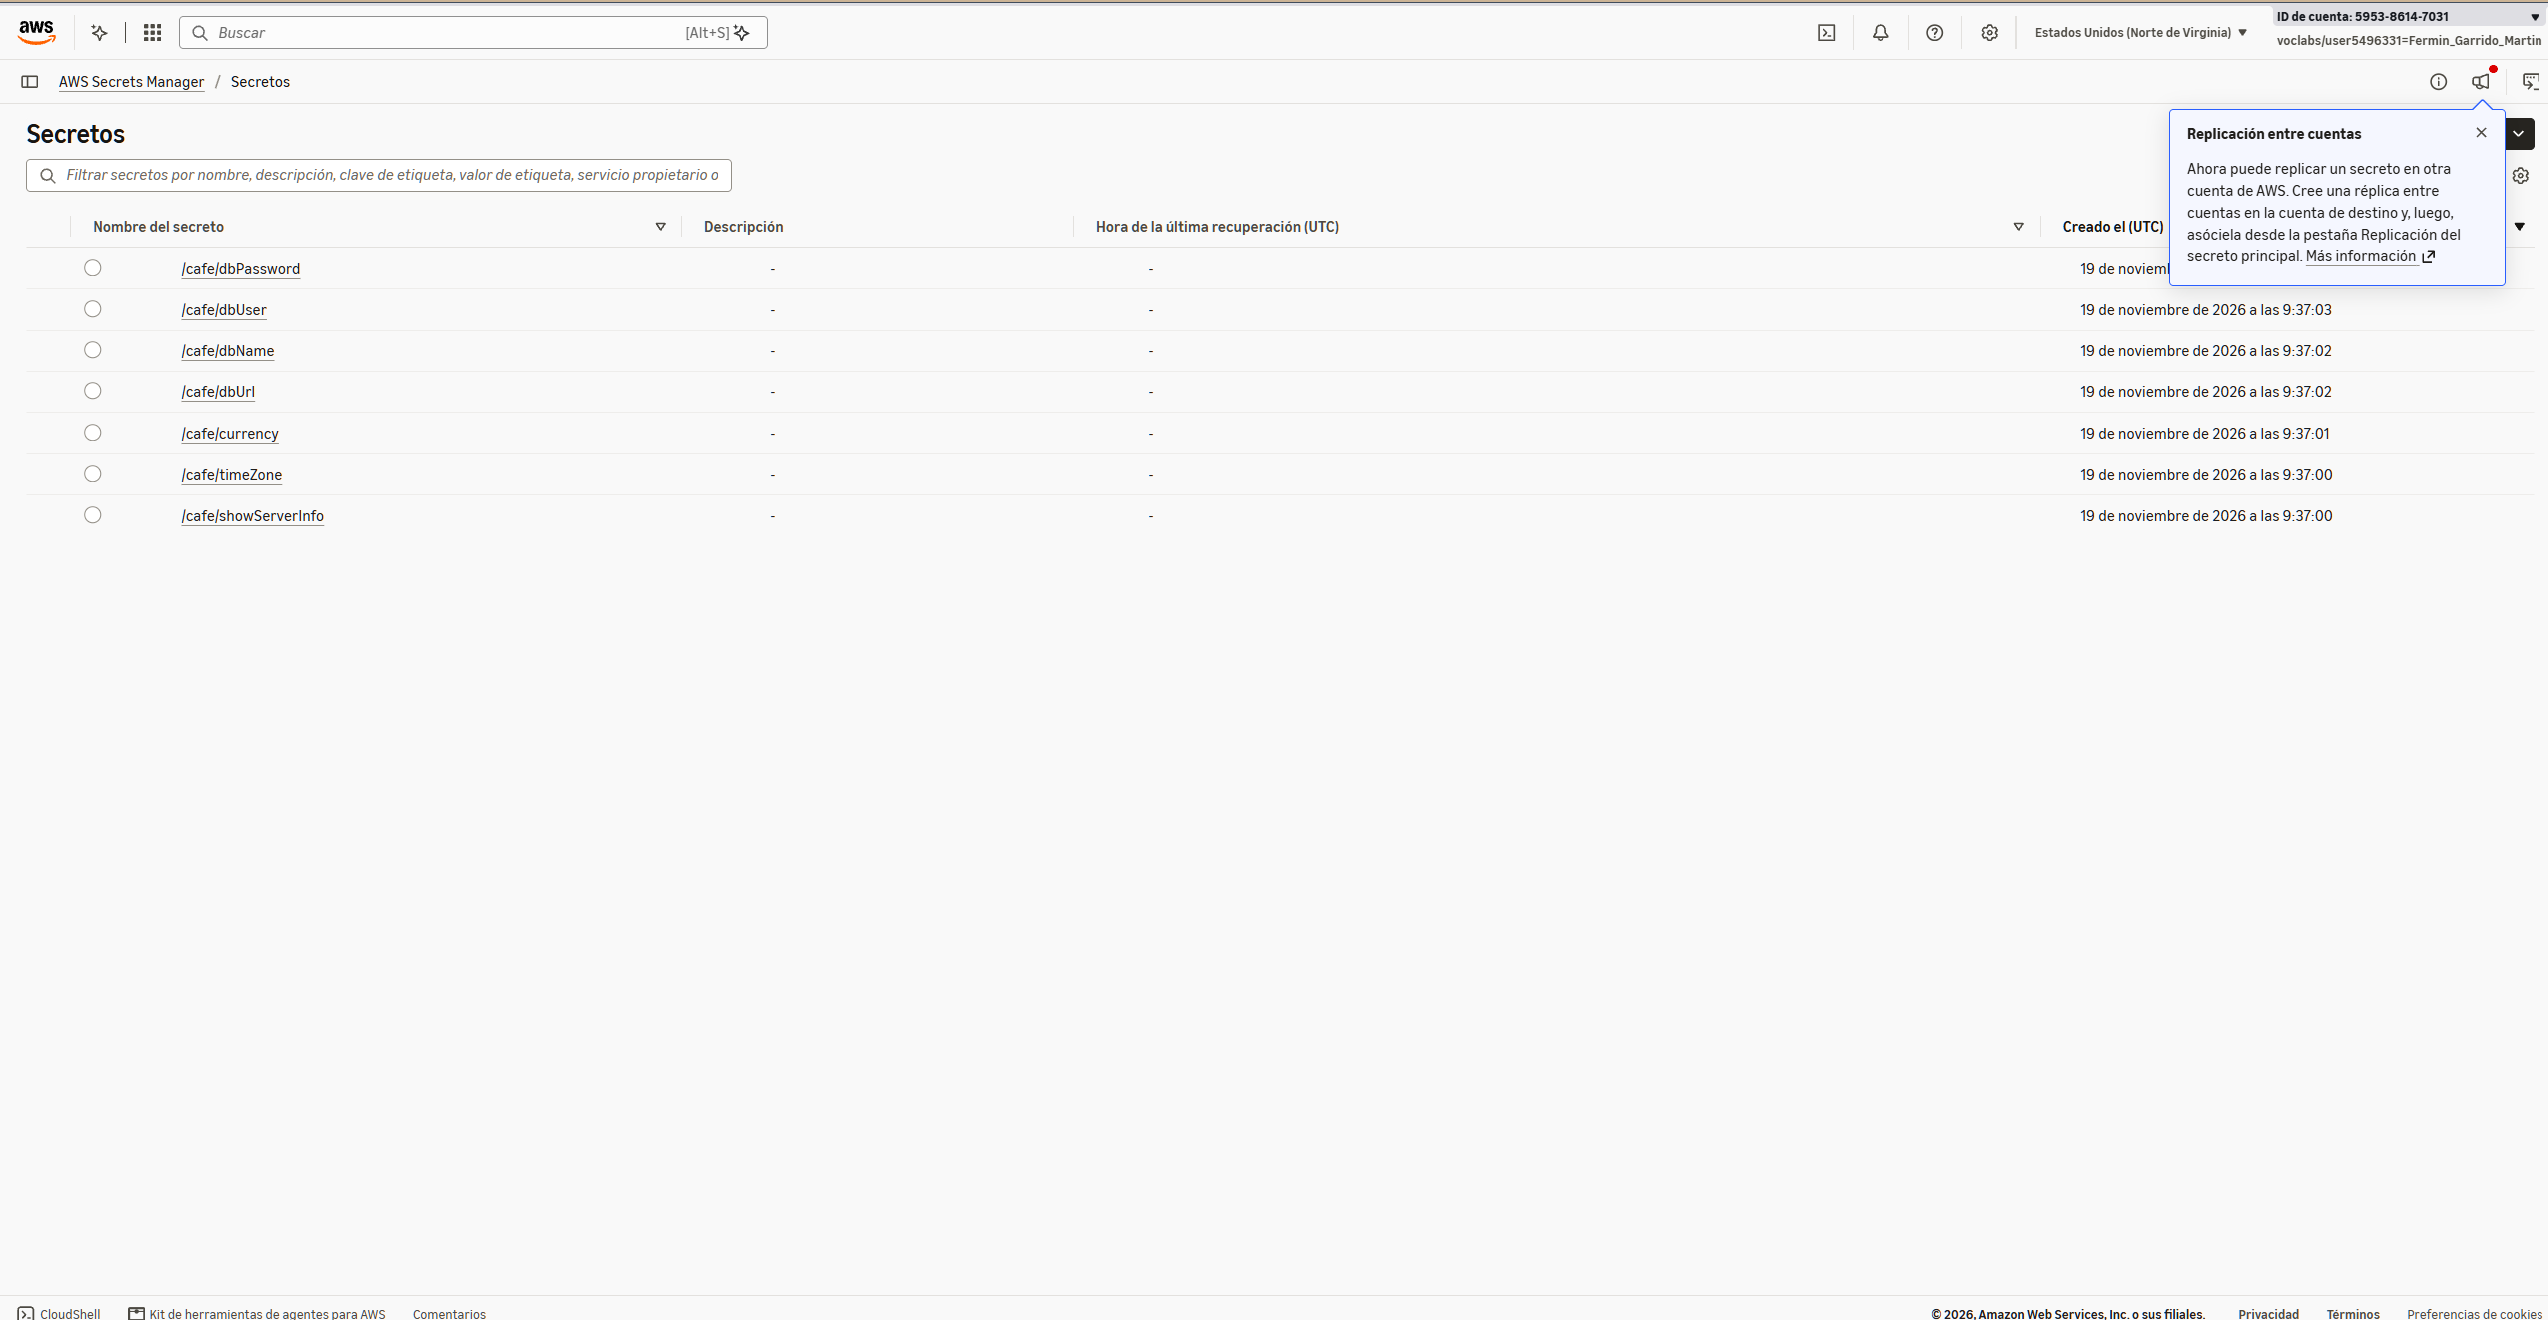 aws
Buscar [Alt+S]
Estados Unidos (Norte de Virginia)
ID de cuenta: 5953-8614-7031
voclabs/user5496331=Fermin_Garrido_Martin
AWS Secrets Manager / Secretos
Secretos
Filtrar secretos por nombre, descripción, clave de etiqueta, valor de etiqueta, servicio propietario o
Replicación entre cuentas
Ahora puede replicar un secreto en otra
cuenta de AWS. Cree una réplica entre
cuentas en la cuenta de destino y, luego,
asóciela desde la pestaña Replicación del
secreto principal. Más información
Nombre del secreto Descripción Hora de la última recuperación (UTC) Creado el (UTC)
/cafe/dbPassword - - 19 de noviem
/cafe/dbUser - - 19 de noviembre de 2026 a las 9:37:03
/cafe/dbName - - 19 de noviembre de 2026 a las 9:37:02
/cafe/dbUrl - - 19 de noviembre de 2026 a las 9:37:02
/cafe/currency - - 19 de noviembre de 2026 a las 9:37:01
/cafe/timeZone - - 19 de noviembre de 2026 a las 9:37:00
/cafe/showServerInfo - - 19 de noviembre de 2026 a las 9:37:00
CloudShell Kit de herramientas de agentes para AWS Comentarios © 2026, Amazon Web Services, Inc. o sus filiales. Privacidad Términos Preferencias de cookies